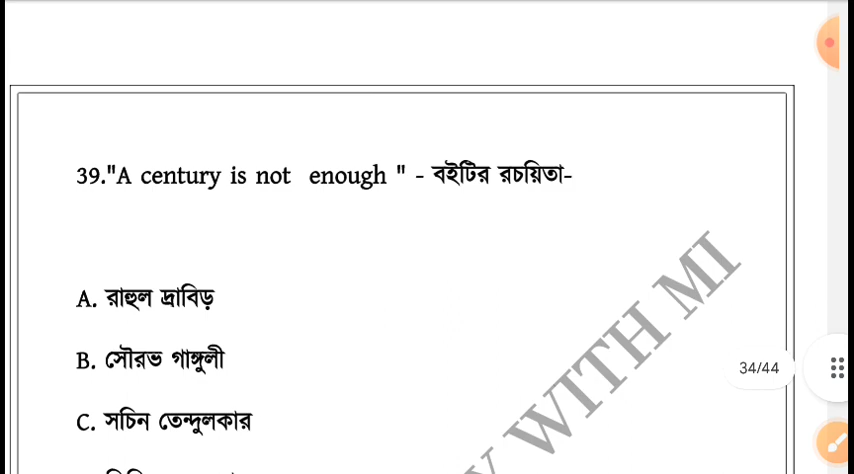 39."A century is not enough " - বইটির রচয়িতা-
A. রাহুল দ্রাবিড়
B. সৌরভ গাঙ্গুলী
C. সচিন তেন্দুলকার
WITH MI
34/44